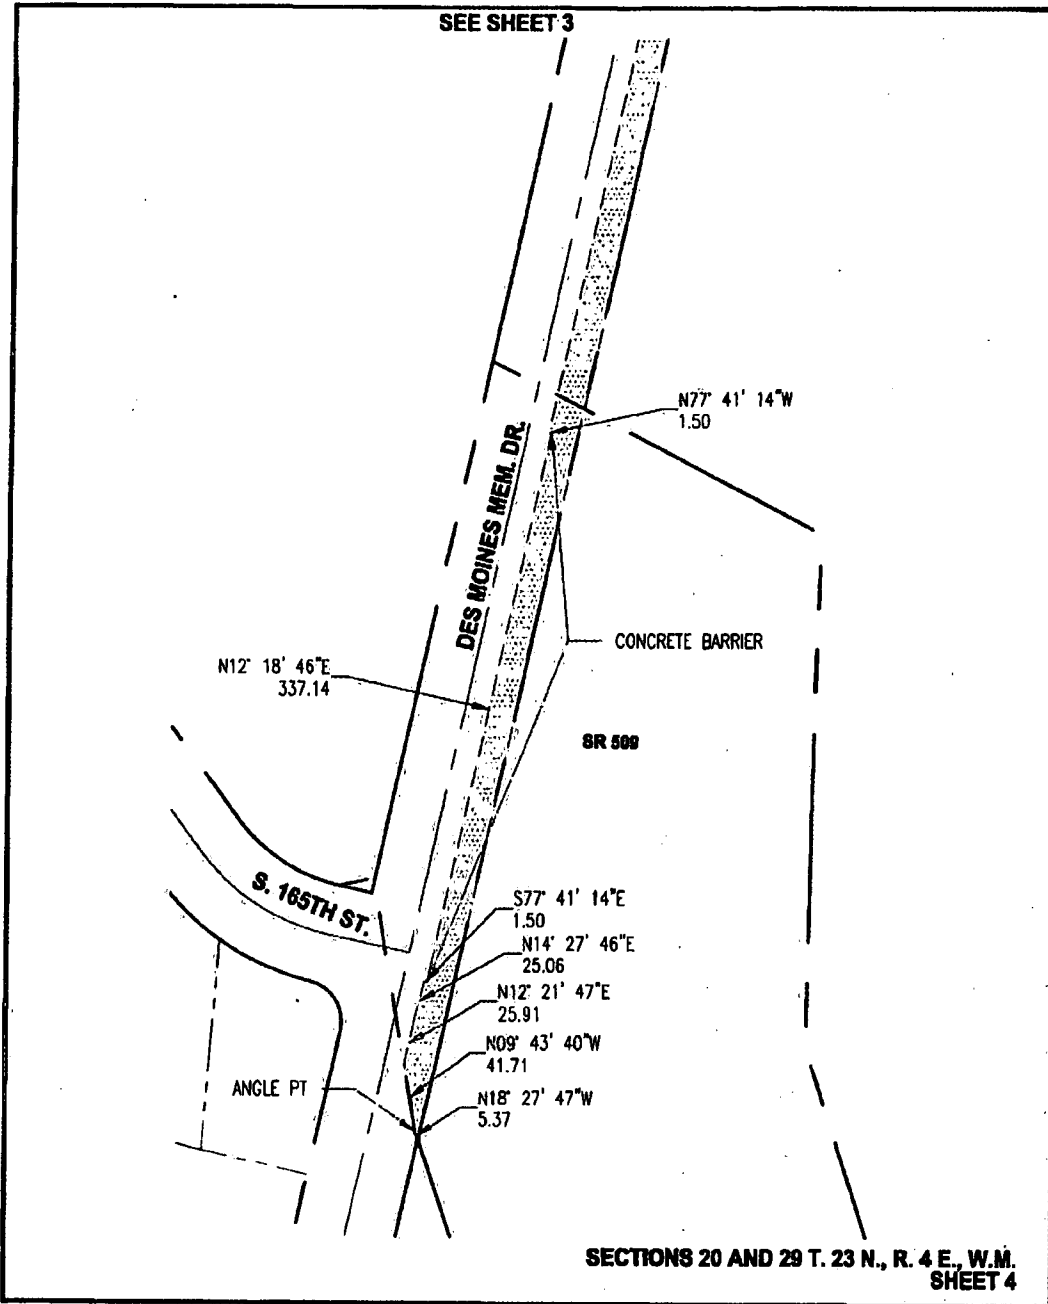 SEE SHEET 3
N77° 41' 14"W
1.50
DES MOINES MEM. DR.
CONCRETE BARRIER
N12° 18' 46"E
337.14
SR 509
S. 165TH ST.
S77° 41' 14"E
1.50
N14° 27' 46"E
25.06
N12° 21' 47"E
25.91
N09° 43' 40"W
41.71
ANGLE PT
N18° 27' 47"W
5.37
SECTIONS 20 AND 29 T. 23 N., R. 4 E., W.M.
SHEET 4